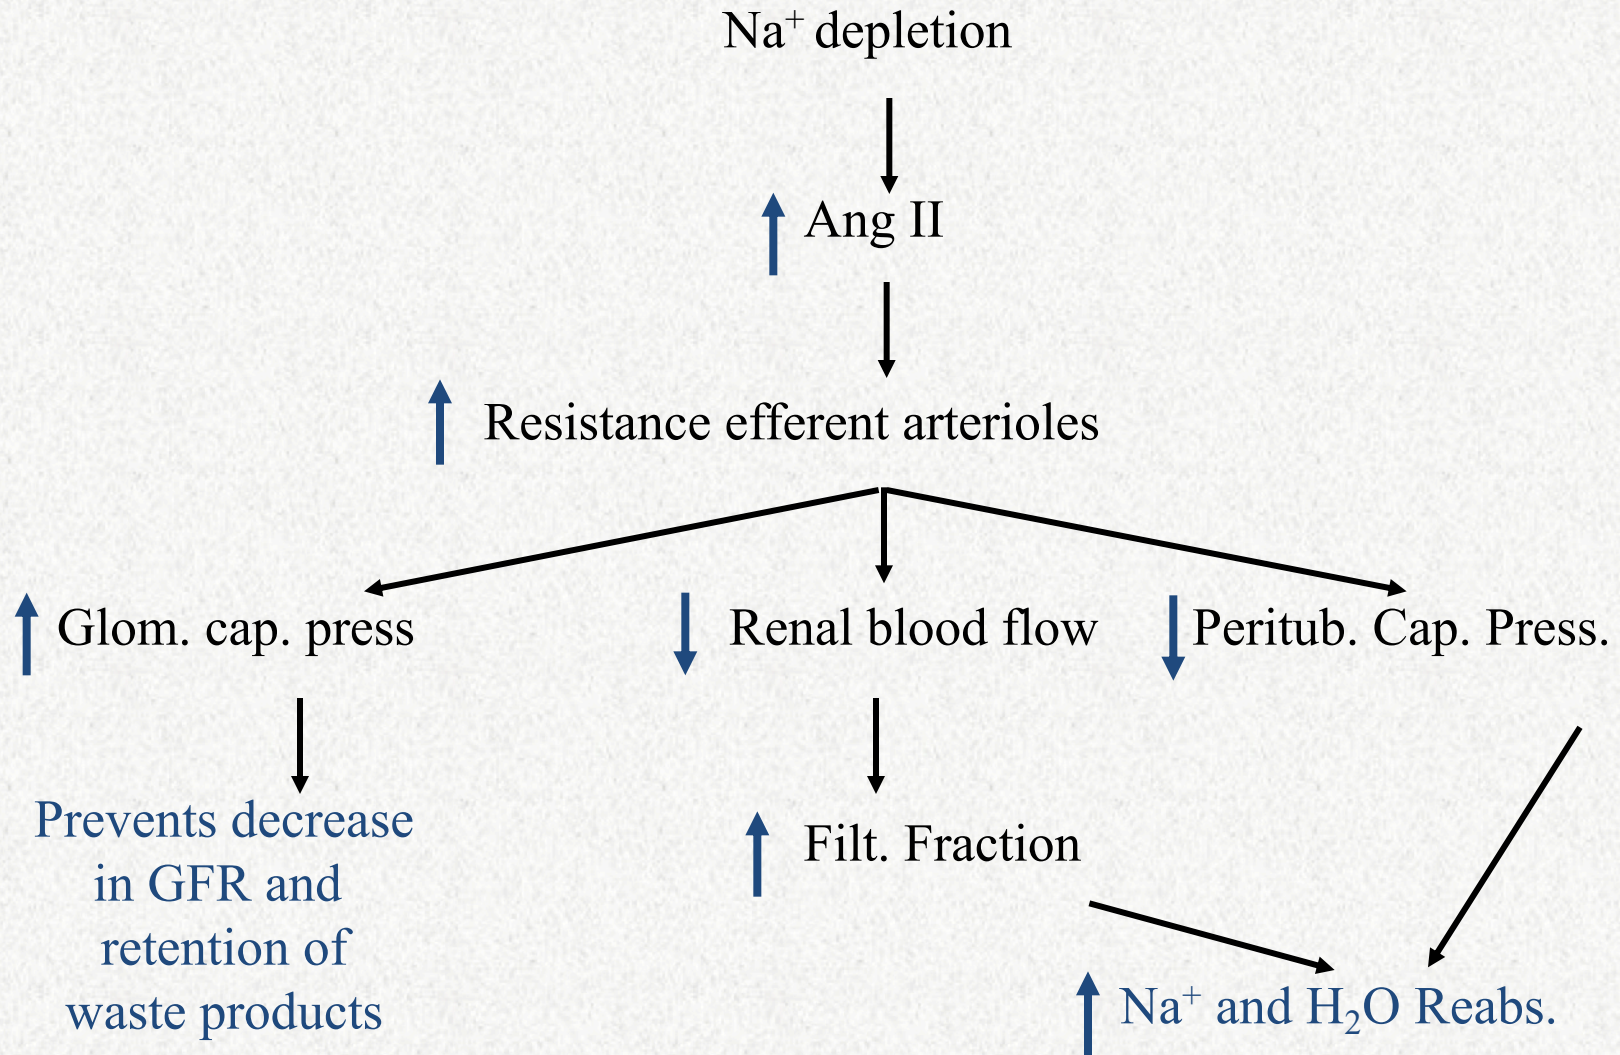 Na⁺ depletion
Ang II
Resistance efferent arterioles
Glom. cap. press
Renal blood flow
Peritub. Cap. Press.
Prevents decrease
in GFR and
retention of
waste products
Filt. Fraction
Na⁺ and H₂O Reabs.